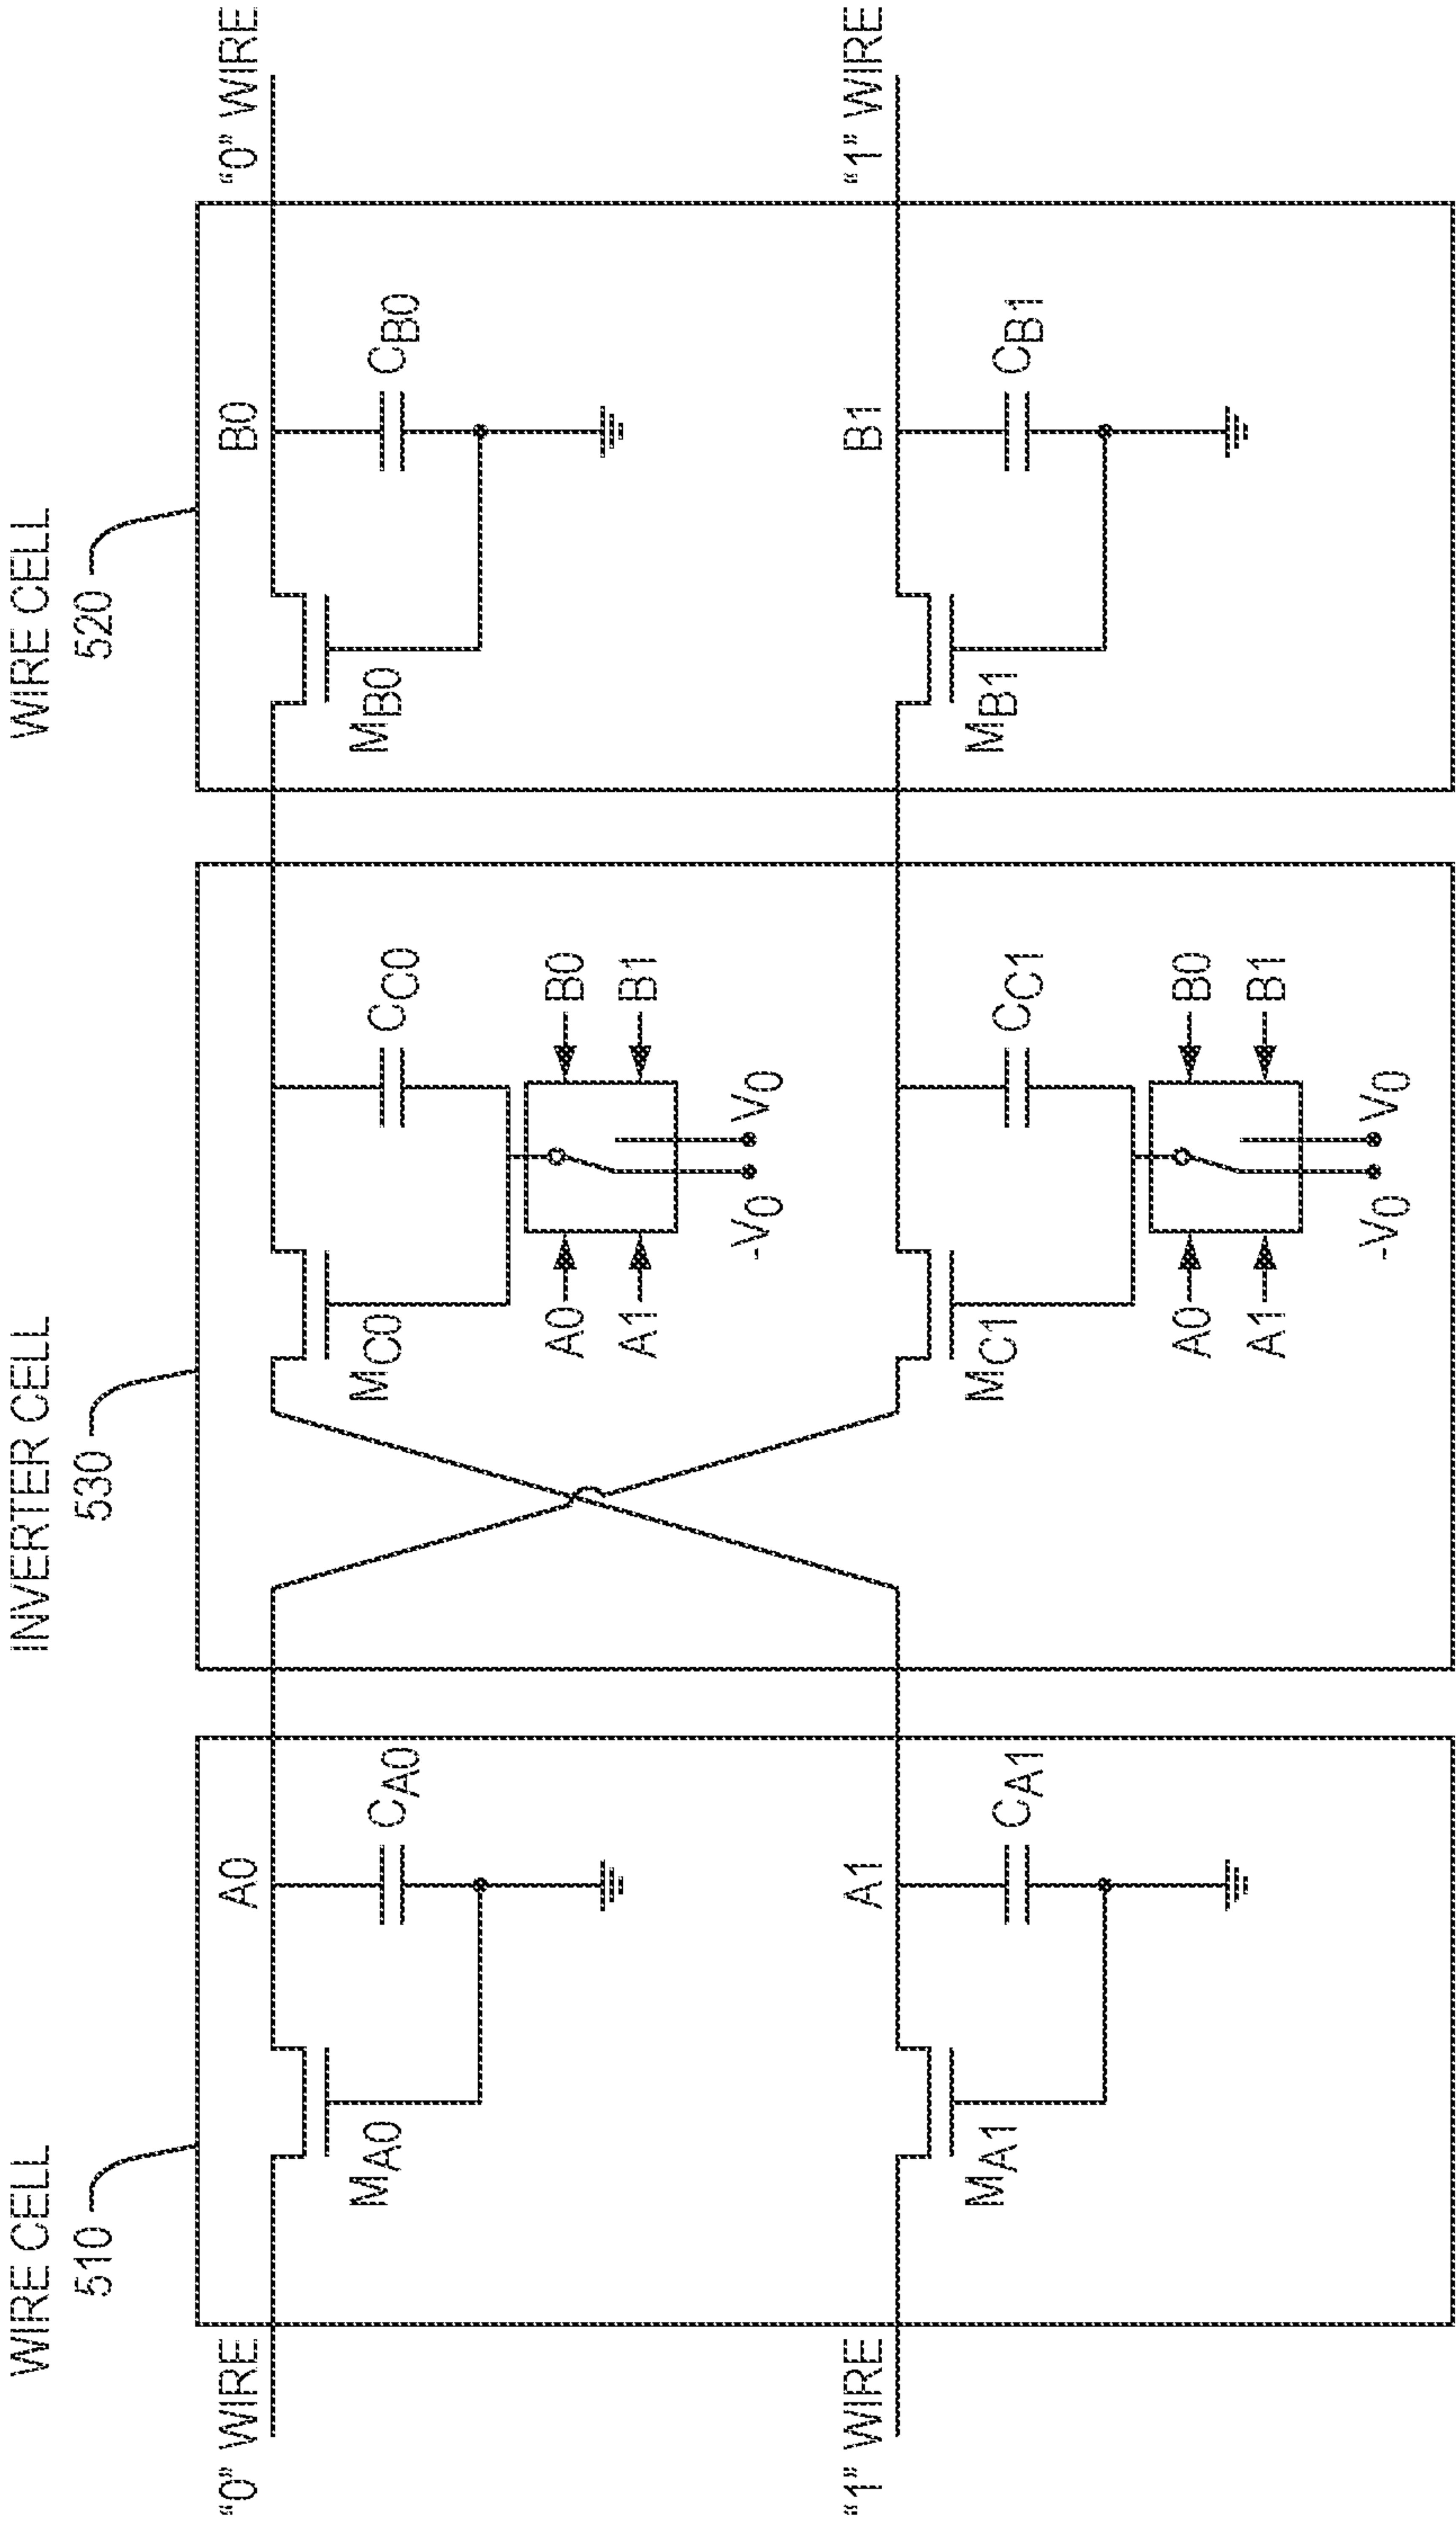 WIRE CELL
510
INVERTER CELL
530
WIRE CELL
520
"0" WIRE
A0
B0
"0" WIRE
MA0
CA0
MC0
CC0
MB0
CB0
A0
B0
A1
B1
-V0
V0
"1" WIRE
A1
B1
"1" WIRE
MA1
CA1
MC1
CC1
MB1
CB1
A0
B0
A1
B1
-V0
V0